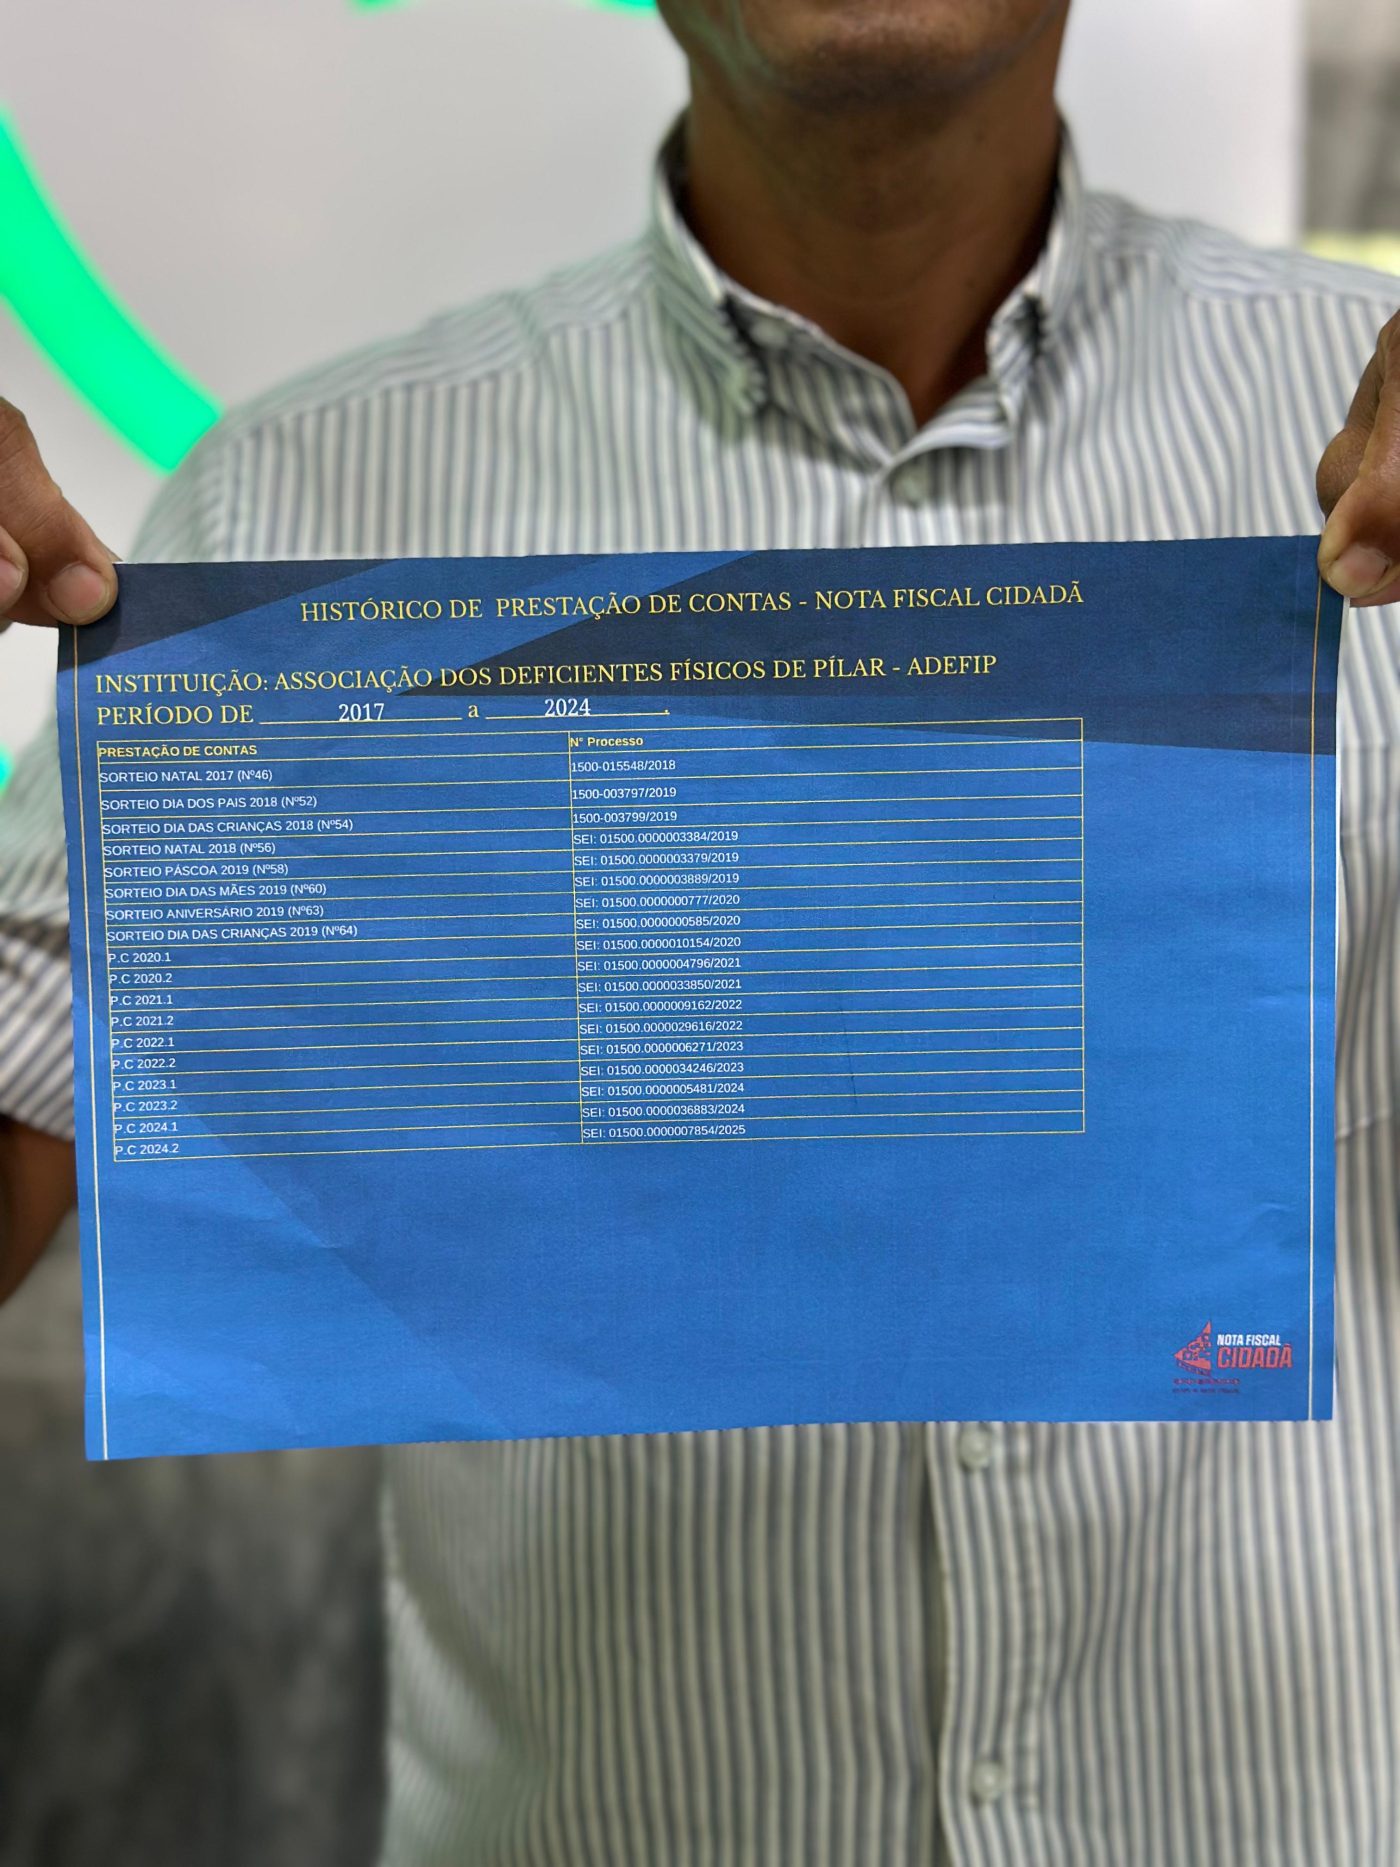 HISTÓRICO DE PRESTAÇÃO DE CONTAS - NOTA FISCAL CIDADÃ
INSTITUIÇÃO: ASSOCIAÇÃO DOS DEFICIENTES FÍSICOS DE PÍLAR - ADEFIP
PERÍODO DE 2017 a 2024.
PRESTAÇÃO DE CONTAS N° Processo
SORTEIO NATAL 2017 (Nº46) 1500-015548/2018
SORTEIO DIA DOS PAIS 2018 (Nº52) 1500-003797/2019
SORTEIO DIA DAS CRIANÇAS 2018 (Nº54) 1500-003799/2019
SORTEIO NATAL 2018 (Nº56) SEI: 01500.0000003384/2019
SORTEIO PÁSCOA 2019 (Nº58) SEI: 01500.0000003379/2019
SORTEIO DIA DAS MÃES 2019 (Nº60) SEI: 01500.0000003889/2019
SORTEIO ANIVERSÁRIO 2019 (Nº63) SEI: 01500.0000000777/2020
SORTEIO DIA DAS CRIANÇAS 2019 (Nº64) SEI: 01500.0000000585/2020
P.C 2020.1 SEI: 01500.0000010154/2020
P.C 2020.2 SEI: 01500.0000004796/2021
P.C 2021.1 SEI: 01500.0000033850/2021
P.C 2021.2 SEI: 01500.0000009162/2022
P.C 2022.1 SEI: 01500.0000029616/2022
P.C 2022.2 SEI: 01500.0000006271/2023
P.C 2023.1 SEI: 01500.0000034246/2023
P.C 2023.2 SEI: 01500.0000005481/2024
P.C 2024.1 SEI: 01500.0000036883/2024
P.C 2024.2 SEI: 01500.0000007854/2025
NOTA FISCAL
CIDADÃ